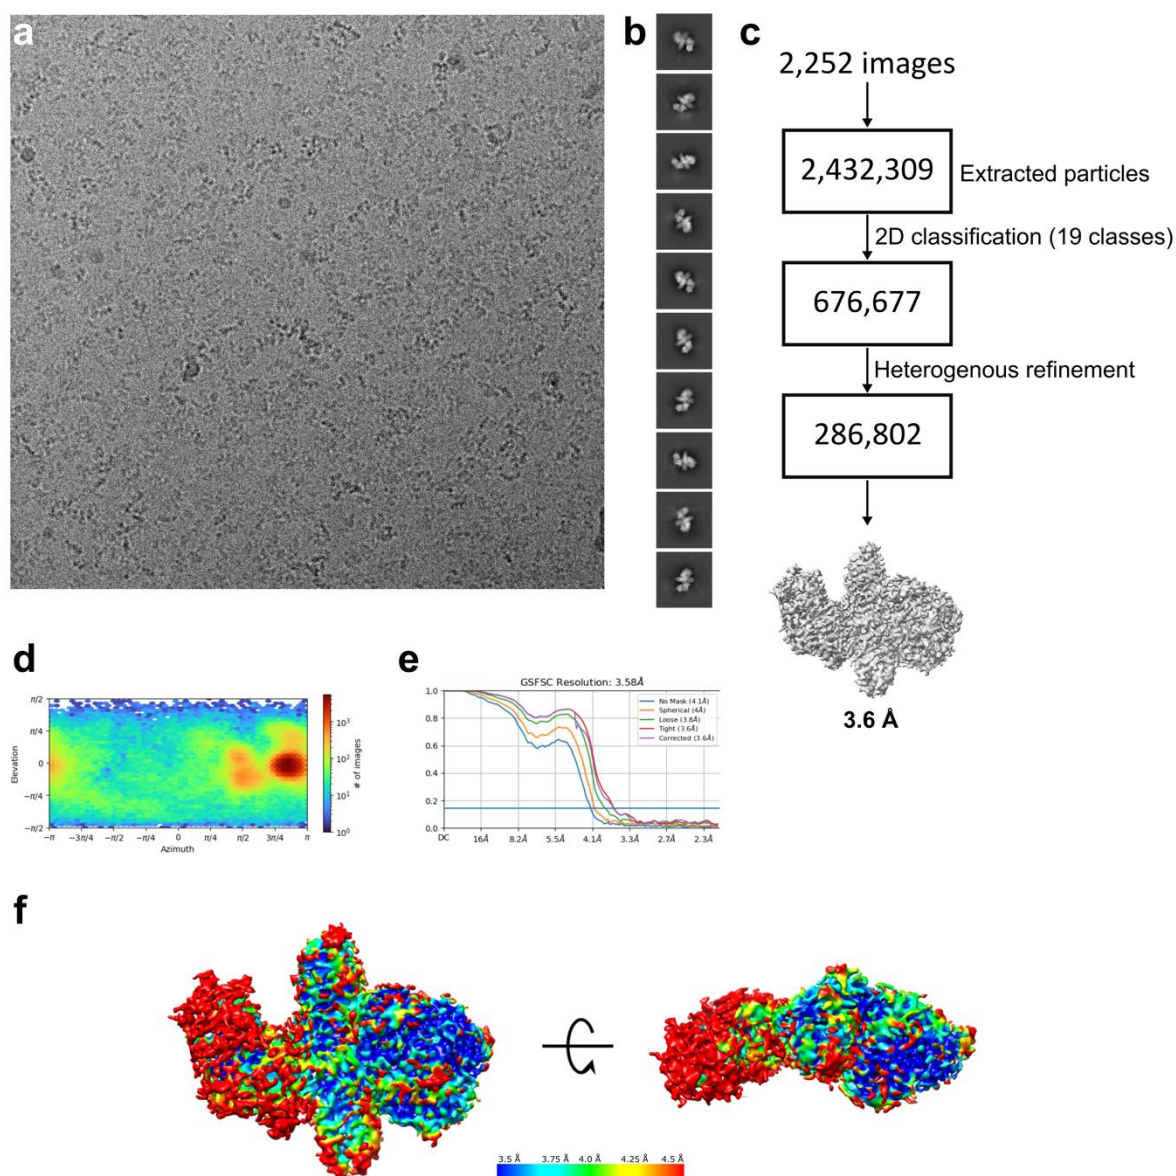 a
b
c
2,252 images
2,432,309
Extracted particles
2D classification (19 classes)
676,677
Heterogenous refinement
286,802
3.6 Å
d
π/2
π/4
0
−π/4
−π/2
Elevation
−π
−3π/4
−π/2
−π/4
0
π/4
π/2
3π/4
π
Azimuth
10³
10²
10¹
10⁰
# of images
e
GSFSC Resolution: 3.58Å
1.0
0.8
0.6
0.4
0.2
0.0
DC
16Å
8.2Å
5.5Å
4.1Å
3.3Å
2.7Å
2.3Å
No Mask (4.1Å)
Spherical (4Å)
Loose (3.8Å)
Tight (3.6Å)
Corrected (3.6Å)
f
3.5 Å
3.75 Å
4.0 Å
4.25 Å
4.5 Å